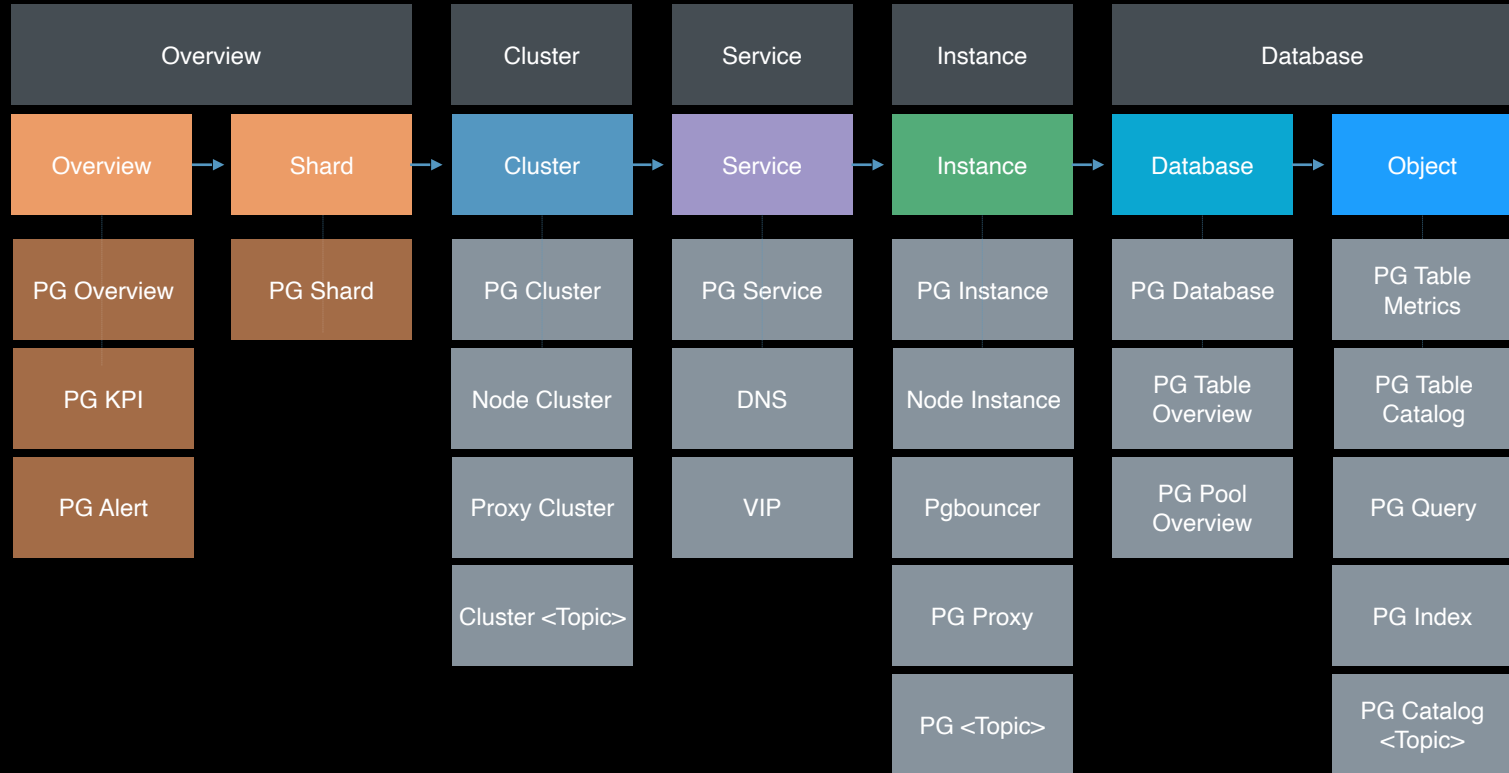 Overview
Cluster
Service
Instance
Database
Overview
Shard
Cluster
Service
Instance
Database
Object
PG Overview
PG Shard
PG Cluster
PG Service
PG Instance
PG Database
PG Table
Metrics
PG KPI
Node Cluster
DNS
Node Instance
PG Table
Overview
PG Table
Catalog
PG Alert
Proxy Cluster
VIP
Pgbouncer
PG Pool
Overview
PG Query
Cluster <Topic>
PG Proxy
PG Index
PG <Topic>
PG Catalog
<Topic>